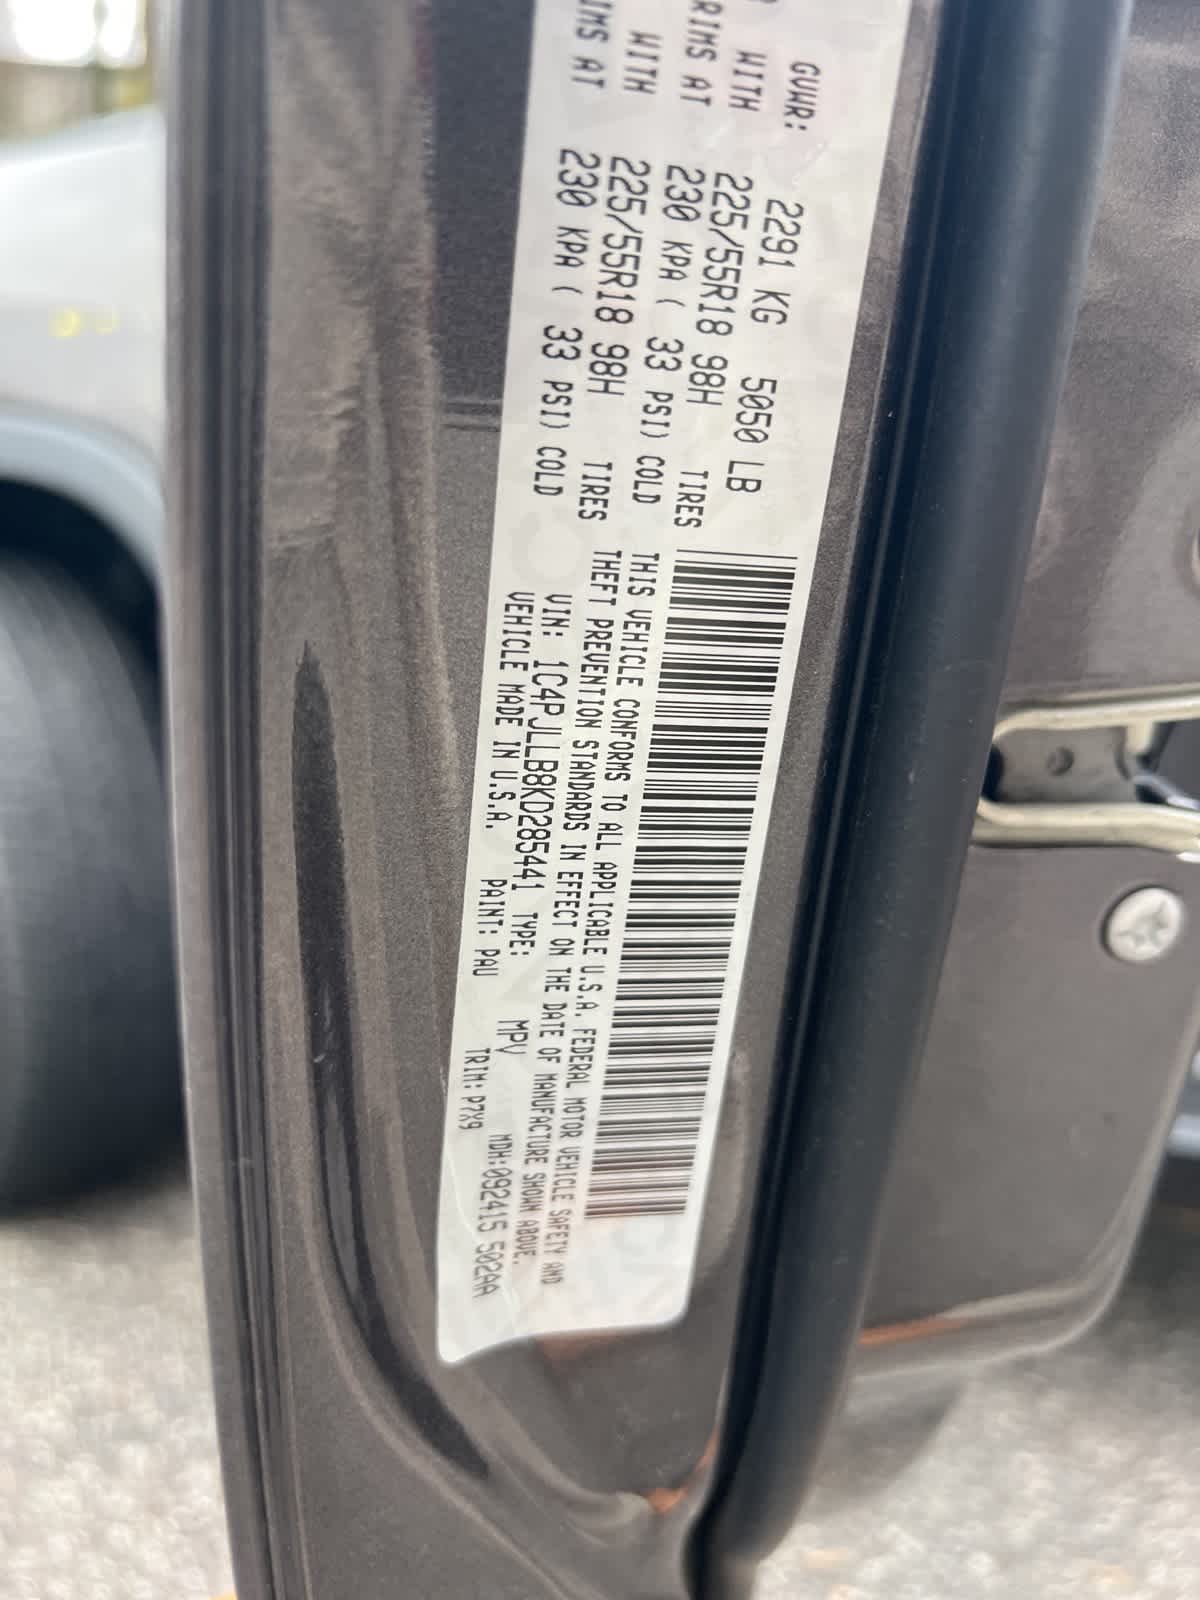 GVWR: 2291 KG 5050 LB
WITH 225/55R18 98H TIRES
RIMS AT 230 KPA ( 33 PSI) COLD
WITH 225/55R18 98H TIRES
IMS AT 230 KPA ( 33 PSI) COLD
THIS VEHICLE CONFORMS TO ALL APPLICABLE U.S.A. FEDERAL MOTOR VEHICLE SAFETY AND
THEFT PREVENTION STANDARDS IN EFFECT ON THE DATE OF MANUFACTURE SHOWN ABOVE.
VIN: 1C4PJLLB8KD285441 TYPE: MPV MDH:092415 502AA
VEHICLE MADE IN U.S.A. PAINT: PAU TRIM: P7X9